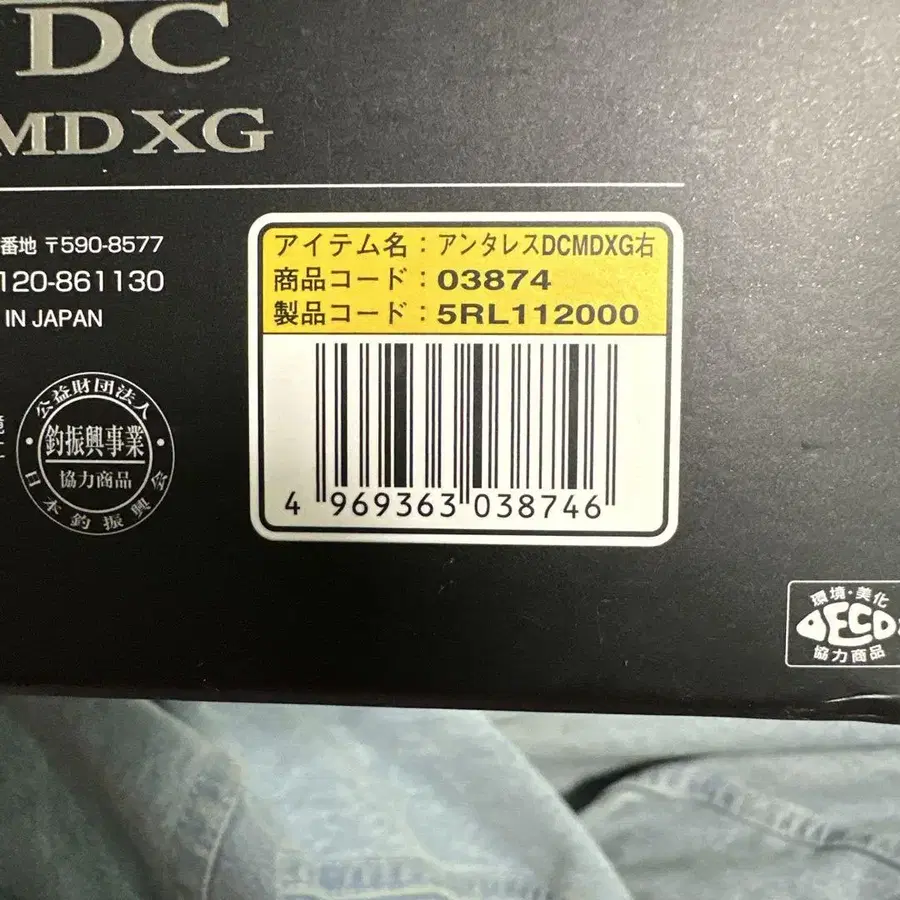 DC
MD XG
番地 〒590-8577
120-861130
IN JAPAN
アイテム名：アンタレスDCMDXG右
商品コード：03874
製品コード：5RL112000
4 969363 038746
公益財団法人
釣振興事業
協力商品
日本釣振興会
環境・美化
DECO
協力商品